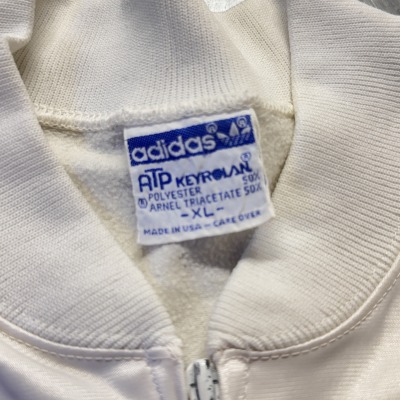 adidas ®
ATP KEYROLAN ®
POLYESTER 50%
® ARNEL TRIACETATE 50%
-XL-
MADE IN USA - CARE OVER